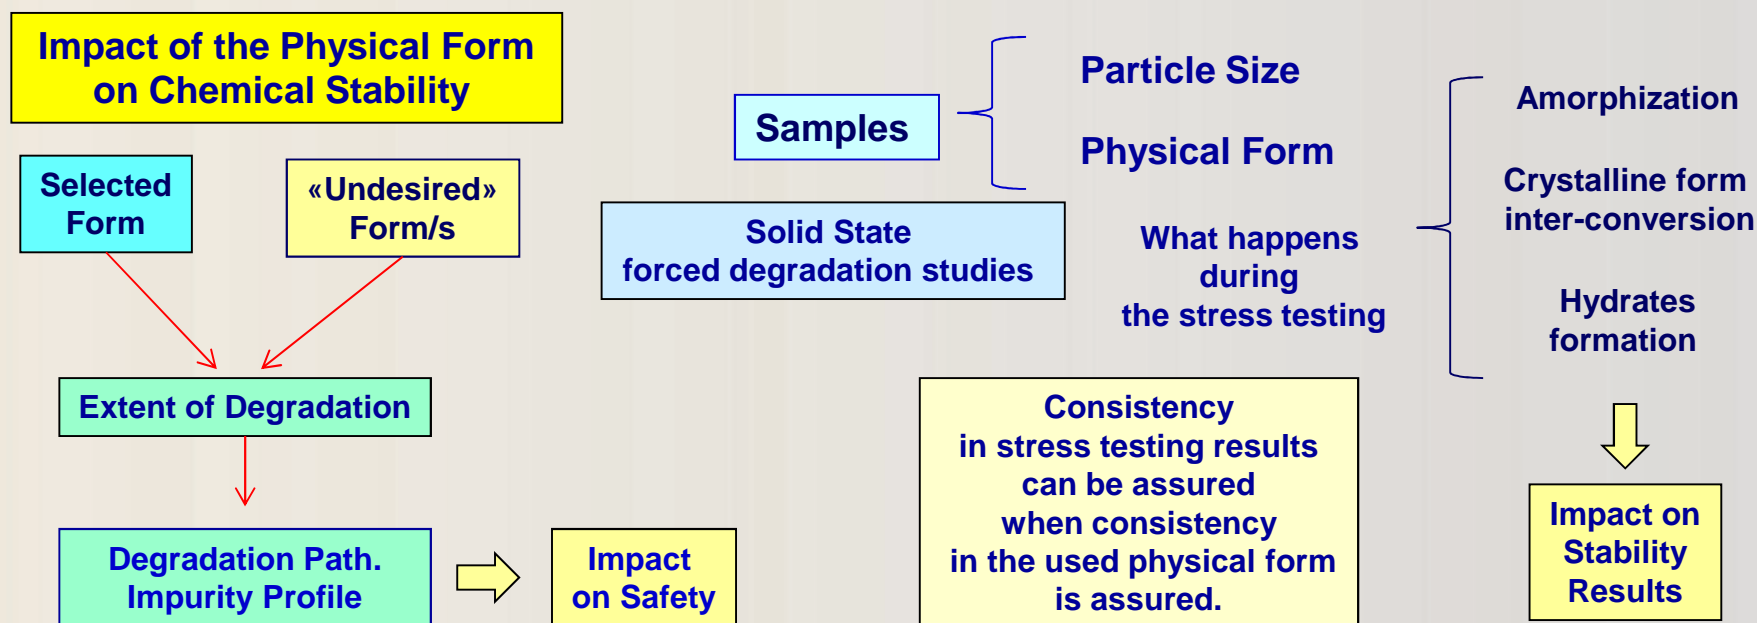 Impact of the Physical Form
on Chemical Stability
Selected
Form
«Undesired»
Form/s
Extent of Degradation
Degradation Path.
Impurity Profile
Impact
on Safety
Samples
Particle Size
Physical Form
Solid State
forced degradation studies
What happens
during
the stress testing
Amorphization
Crystalline form
inter-conversion
Hydrates
formation
Consistency
in stress testing results
can be assured
when consistency
in the used physical form
is assured.
Impact on
Stability
Results